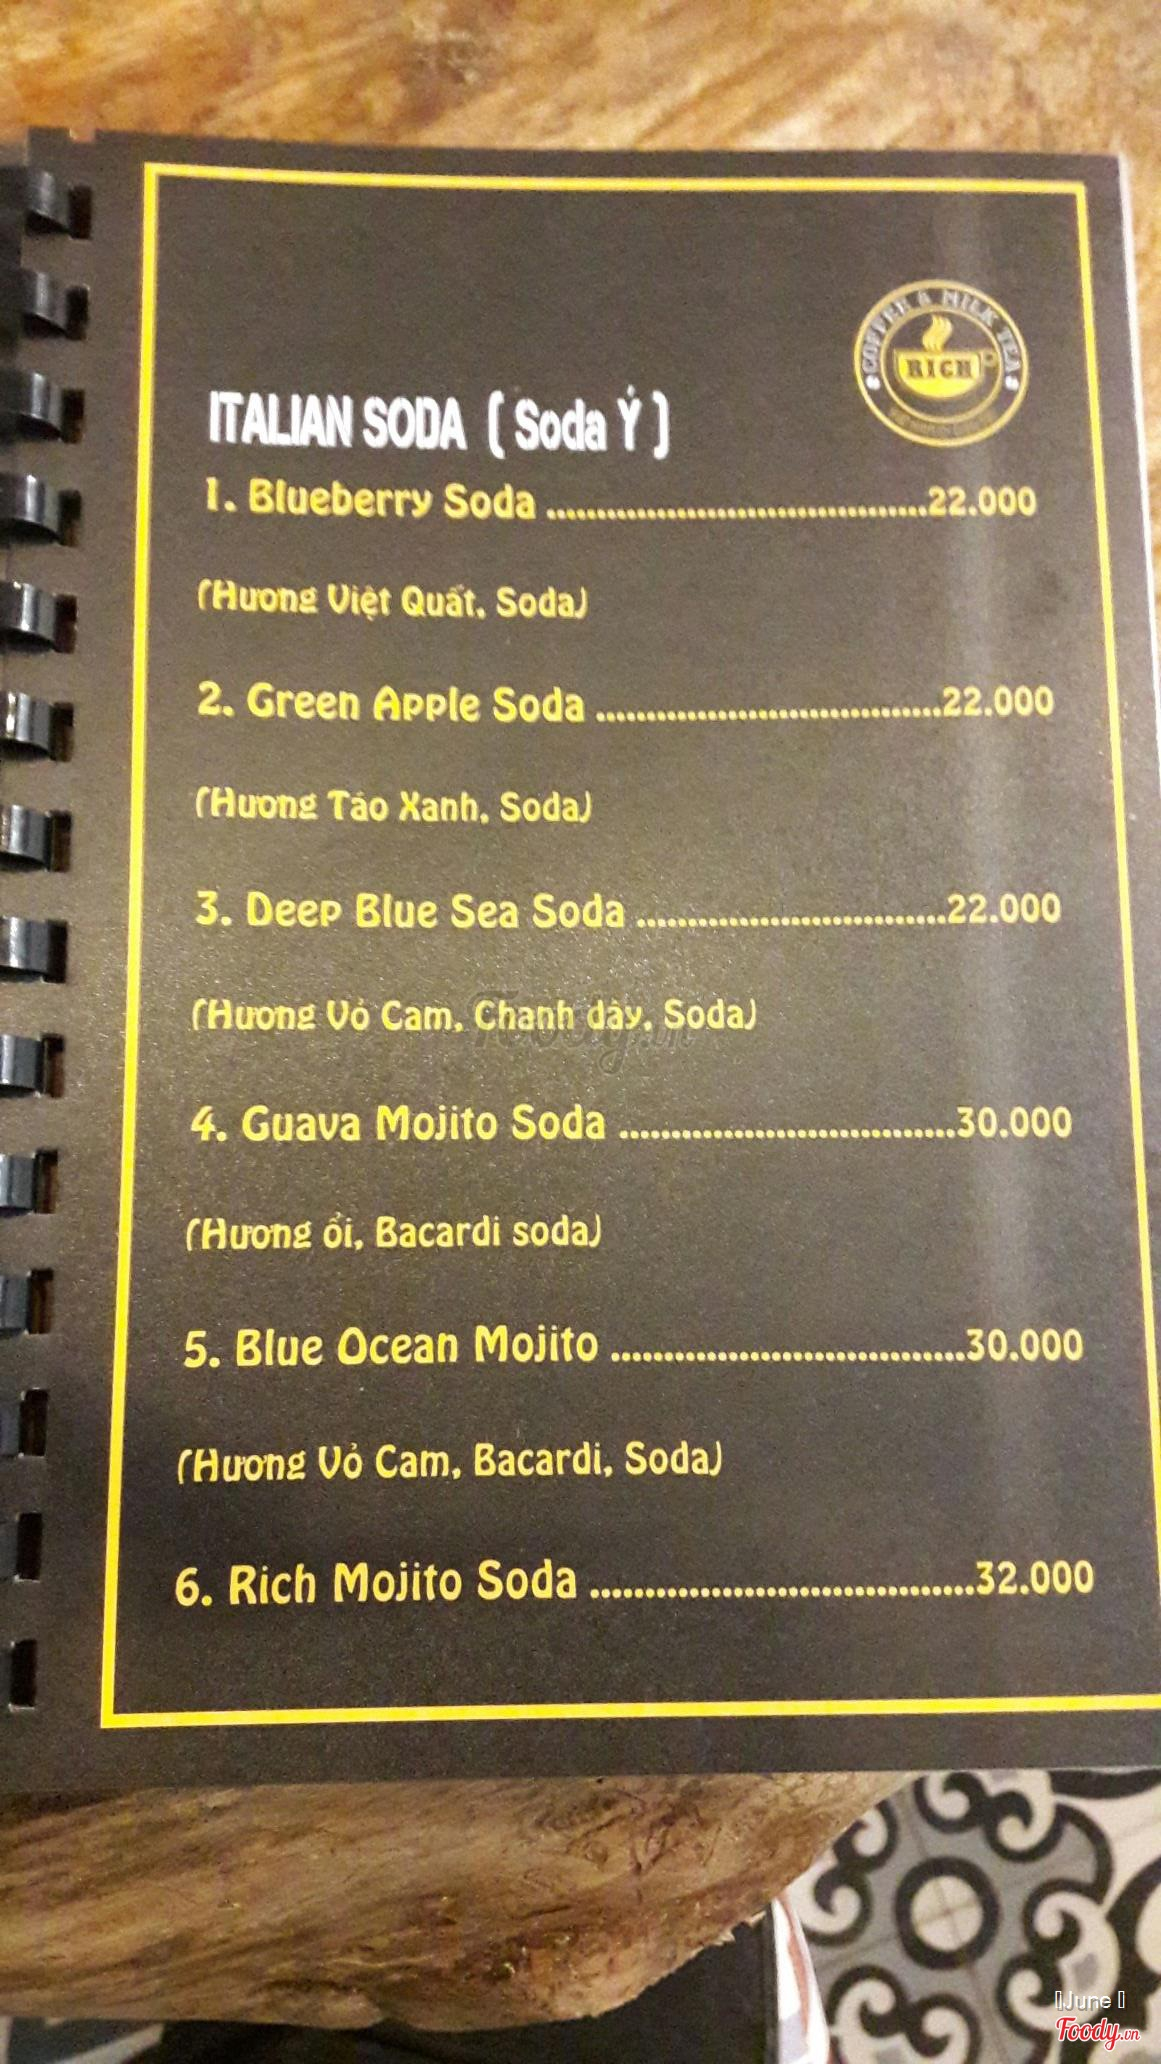 COFFEE & MILK TEA
RICH
ITALIAN SODA ( Soda Ý )
1. Blueberry Soda ......................................22.000
(Hương Việt Quất, Soda)
2. Green Apple Soda ..................................22.000
(Hương Táo Xanh, Soda)
3. Deep Blue Sea Soda ..............................22.000
(Hương Vỏ Cam, Chanh dây, Soda)
Foody.vn
4. Guava Mojito Soda ................................30.000
(Hương ổi, Bacardi soda)
5. Blue Ocean Mojito ..................................30.000
(Hương Vỏ Cam, Bacardi, Soda)
6. Rich Mojito Soda ...................................32.000
June
Foody.vn